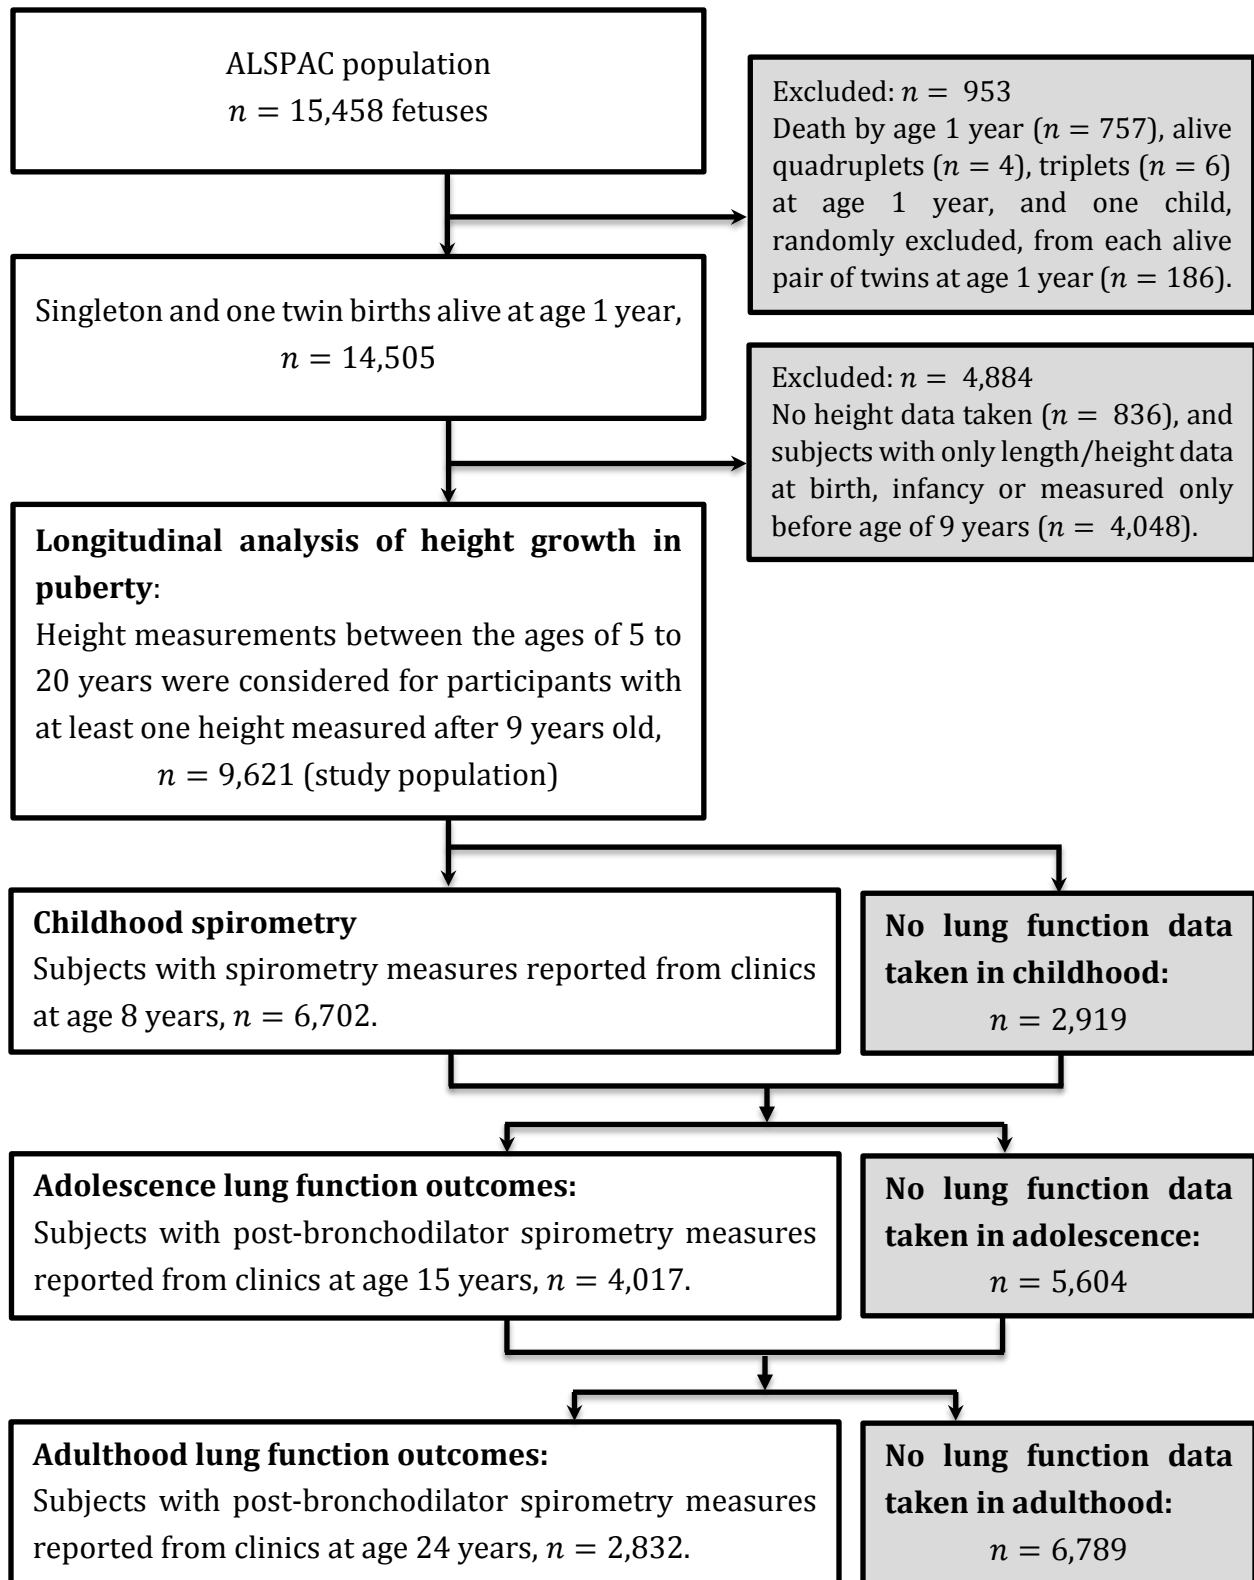 ALSPAC population
n = 15,458 fetuses
Excluded: n = 953
Death by age 1 year (n = 757), alive
quadruplets (n = 4), triplets (n = 6)
at age 1 year, and one child,
randomly excluded, from each alive
pair of twins at age 1 year (n = 186).
Singleton and one twin births alive at age 1 year,
n = 14,505
Excluded: n = 4,884
No height data taken (n = 836), and
subjects with only length/height data
at birth, infancy or measured only
before age of 9 years (n = 4,048).
Longitudinal analysis of height growth in
puberty:
Height measurements between the ages of 5 to
20 years were considered for participants with
at least one height measured after 9 years old,
n = 9,621 (study population)
Childhood spirometry
Subjects with spirometry measures reported from clinics
at age 8 years, n = 6,702.
No lung function data
taken in childhood:
n = 2,919
Adolescence lung function outcomes:
Subjects with post-bronchodilator spirometry measures
reported from clinics at age 15 years, n = 4,017.
No lung function data
taken in adolescence:
n = 5,604
Adulthood lung function outcomes:
Subjects with post-bronchodilator spirometry measures
reported from clinics at age 24 years, n = 2,832.
No lung function data
taken in adulthood:
n = 6,789